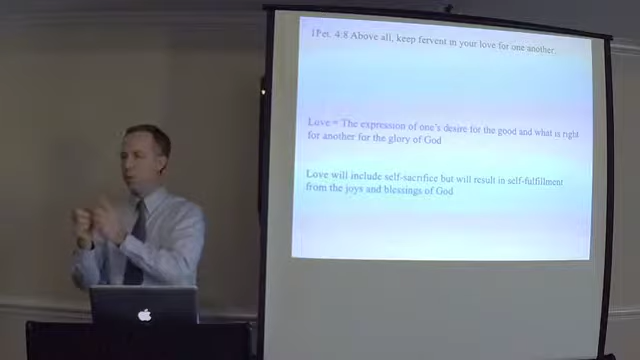 1Pet. 4:8 Above all, keep fervent in your love for one another.
Love = The expression of one's desire for the good and what is right
for another for the glory of God
Love will include self-sacrifice but will result in self-fulfillment
from the joys and blessings of God